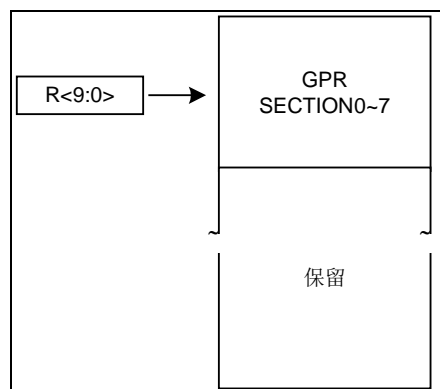 R<9:0>
GPR
SECTION0~7
~ ~
保留